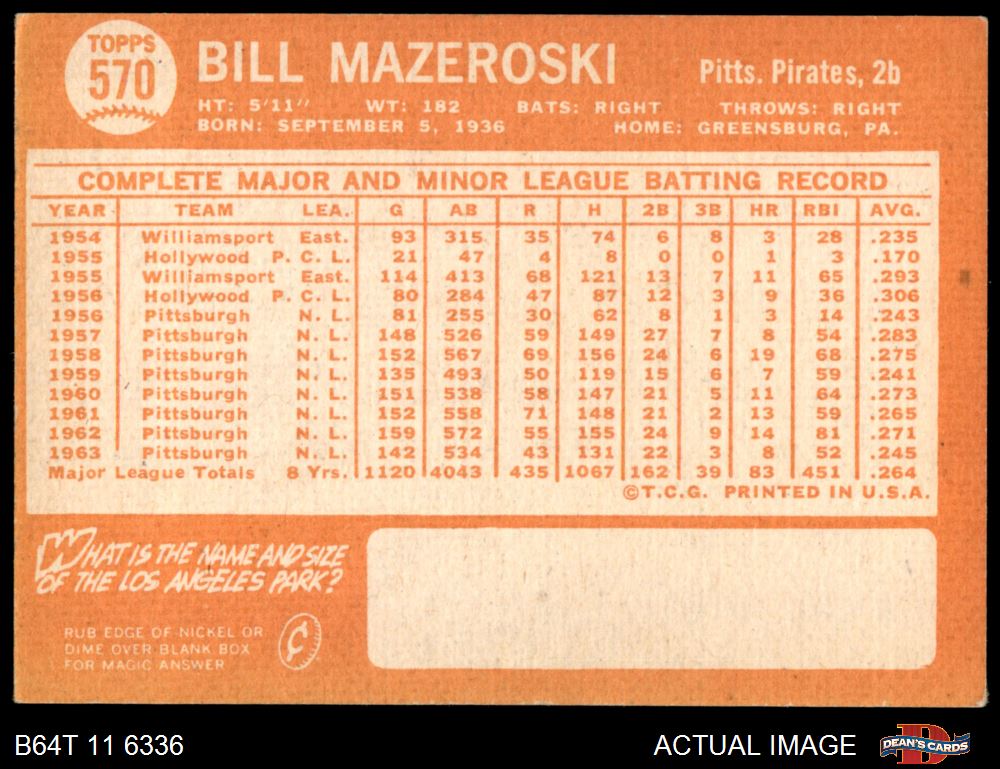 TOPPS
570
BILL MAZEROSKI
Pitts. Pirates, 2b
HT: 5'11" WT: 182 BATS: RIGHT THROWS: RIGHT
BORN: SEPTEMBER 5, 1936 HOME: GREENSBURG, PA.
COMPLETE MAJOR AND MINOR LEAGUE BATTING RECORD
YEAR TEAM LEA. G AB R H 2B 3B HR RBI AVG.
1954 Williamsport East. 93 315 35 74 6 8 3 28 .235
1955 Hollywood P. C. L. 21 47 4 8 0 0 1 3 .170
1955 Williamsport East. 114 413 68 121 13 7 11 65 .293
1956 Hollywood P. C. L. 80 284 47 87 12 3 9 36 .306
1956 Pittsburgh N. L. 81 255 30 62 8 1 3 14 .243
1957 Pittsburgh N. L. 148 526 59 149 27 7 8 54 .283
1958 Pittsburgh N. L. 152 567 69 156 24 6 19 68 .275
1959 Pittsburgh N. L. 135 493 50 119 15 6 7 59 .241
1960 Pittsburgh N. L. 151 538 58 147 21 5 11 64 .273
1961 Pittsburgh N. L. 152 558 71 148 21 2 13 59 .265
1962 Pittsburgh N. L. 159 572 55 155 24 9 14 81 .271
1963 Pittsburgh N. L. 142 534 43 131 22 3 8 52 .245
Major League Totals 8 Yrs. 1120 4043 435 1067 162 39 83 451 .264
©T.C.G. PRINTED IN U.S.A.
WHAT IS THE NAME AND SIZE
OF THE LOS ANGELES PARK?
RUB EDGE OF NICKEL OR
DIME OVER BLANK BOX
FOR MAGIC ANSWER
¢
B64T 11 6336
ACTUAL IMAGE
DEAN'S CARDS